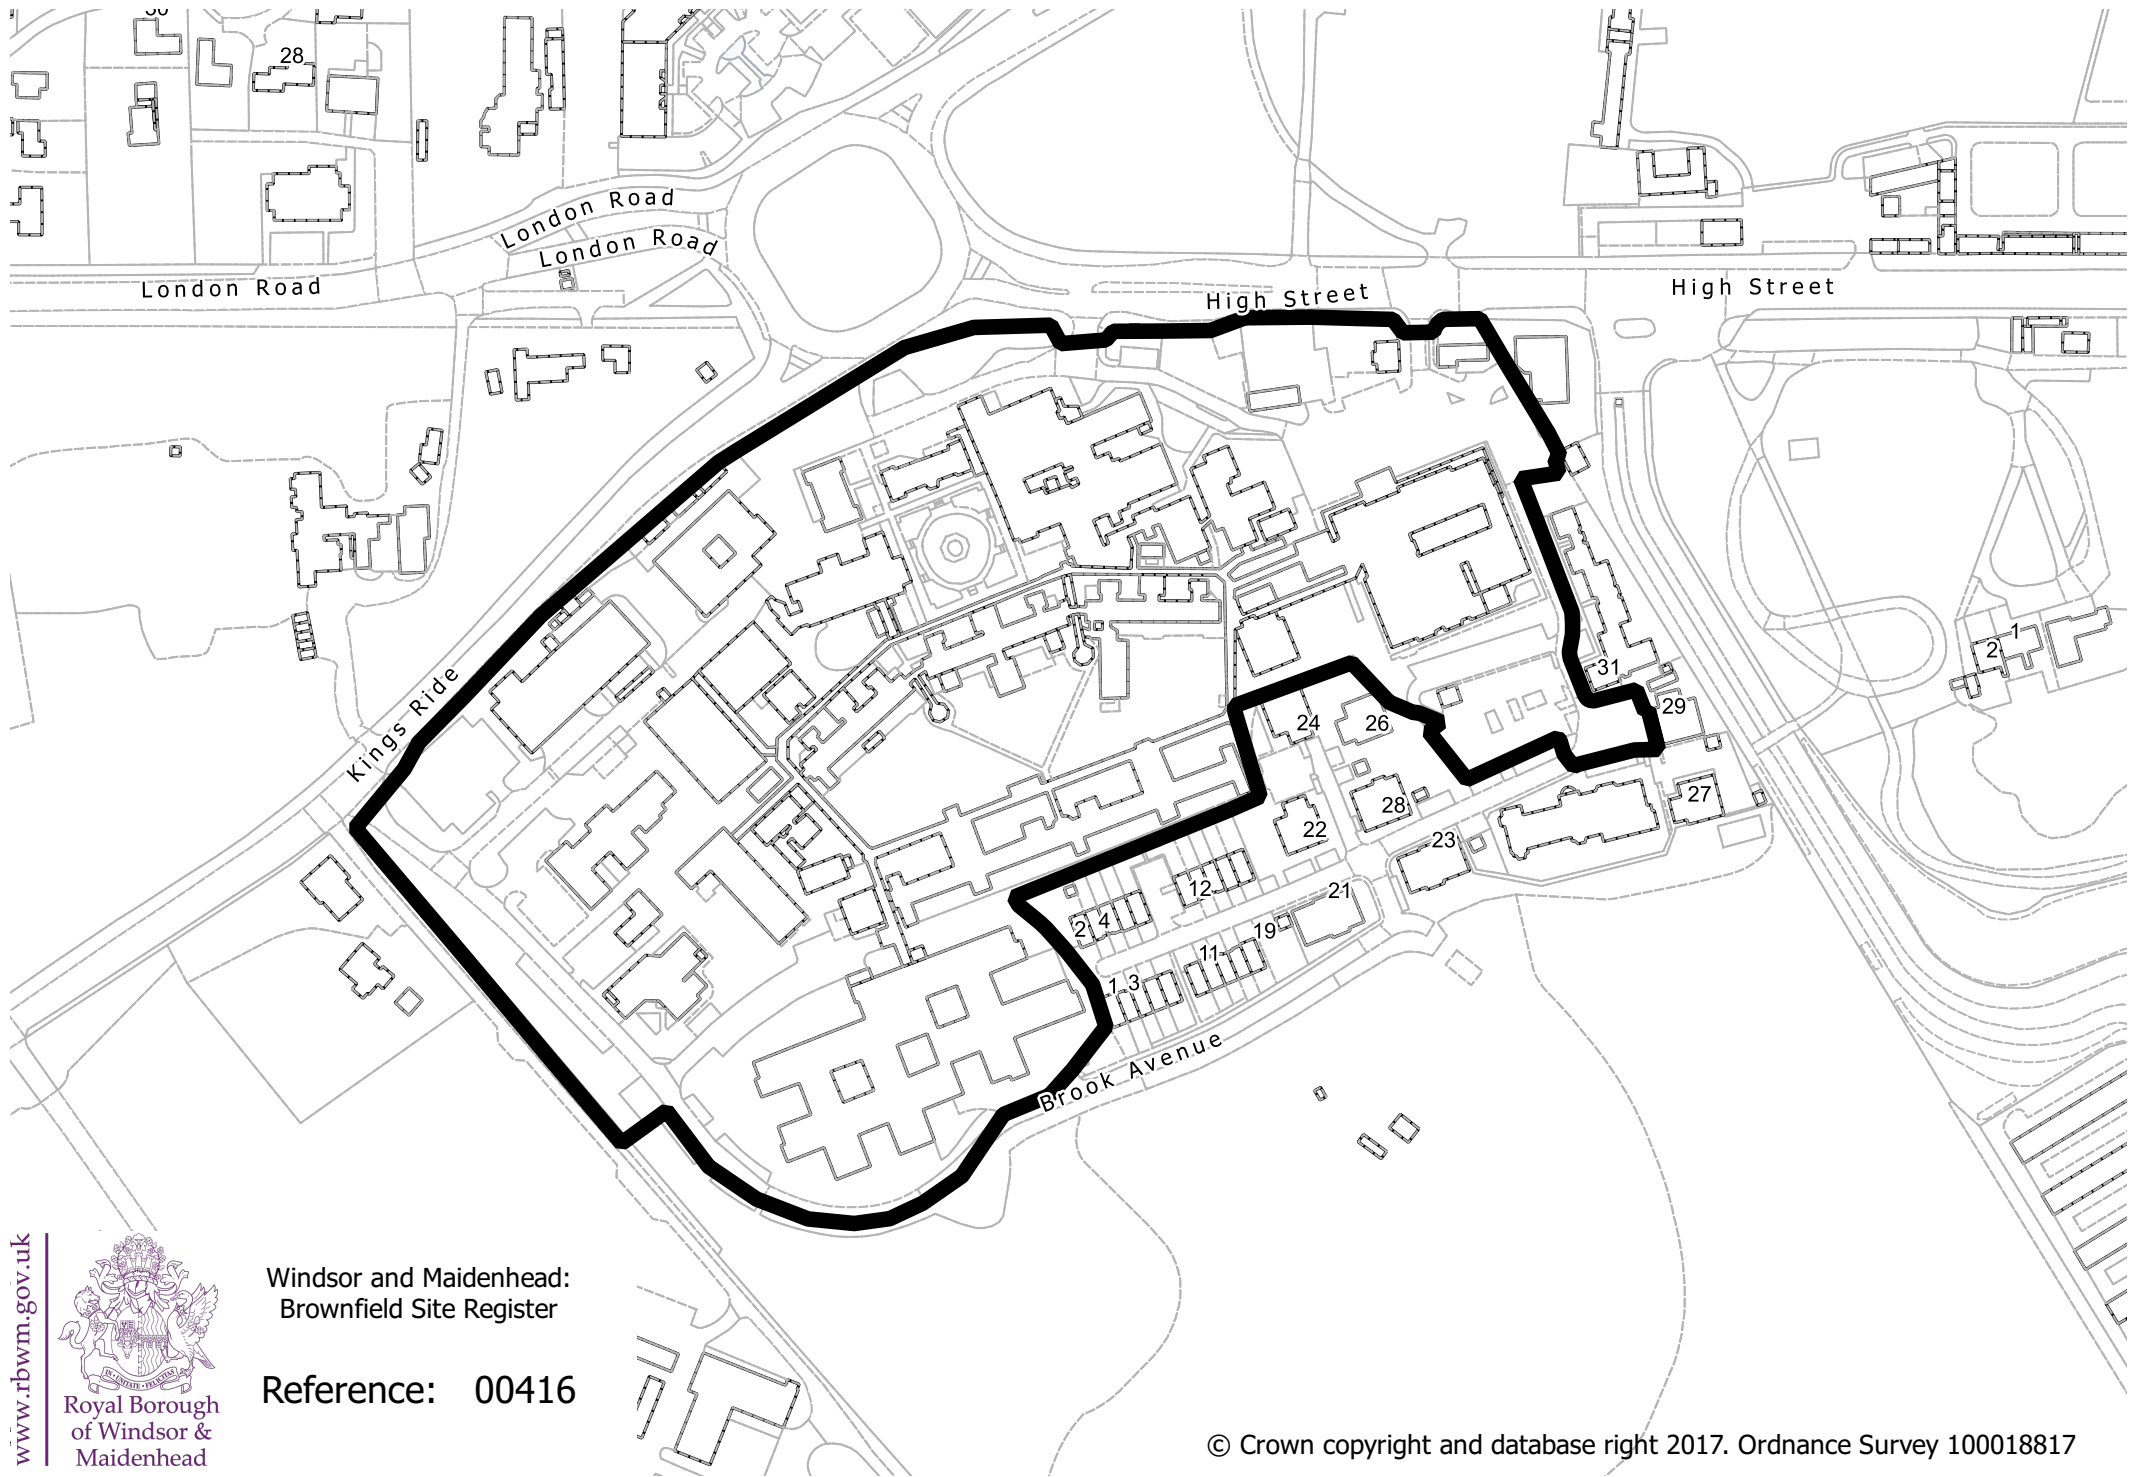 28
London Road
London Road
London Road
High Street
High Street
Kings Ride
31
29
1
2
24
26
27
28
22
23
12
21
2
4
19
11
1
3
Brook Avenue
www.rbwm.gov.uk
Royal Borough
of Windsor &
Maidenhead
Windsor and Maidenhead:
Brownfield Site Register
Reference: 00416
© Crown copyright and database right 2017. Ordnance Survey 100018817